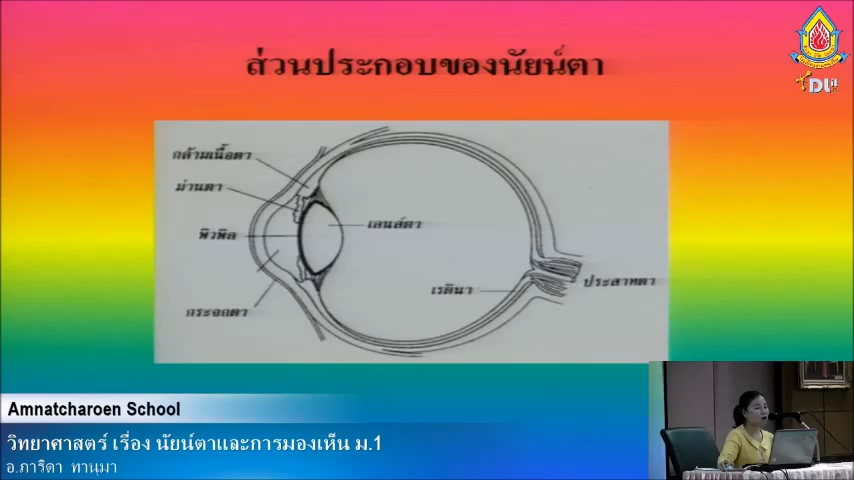 ส่วนประกอบของนัยน์ตา
กล้ามเนื้อตา
ม่านตา
พิวพิล
เลนส์ตา
ประสาทตา
เรตินา
กระจกตา
DLit
Amnatcharoen School
วิทยาศาสตร์ เรื่อง นัยน์ตาและการมองเห็น ม.1
อ.ภาริดา ทานมา